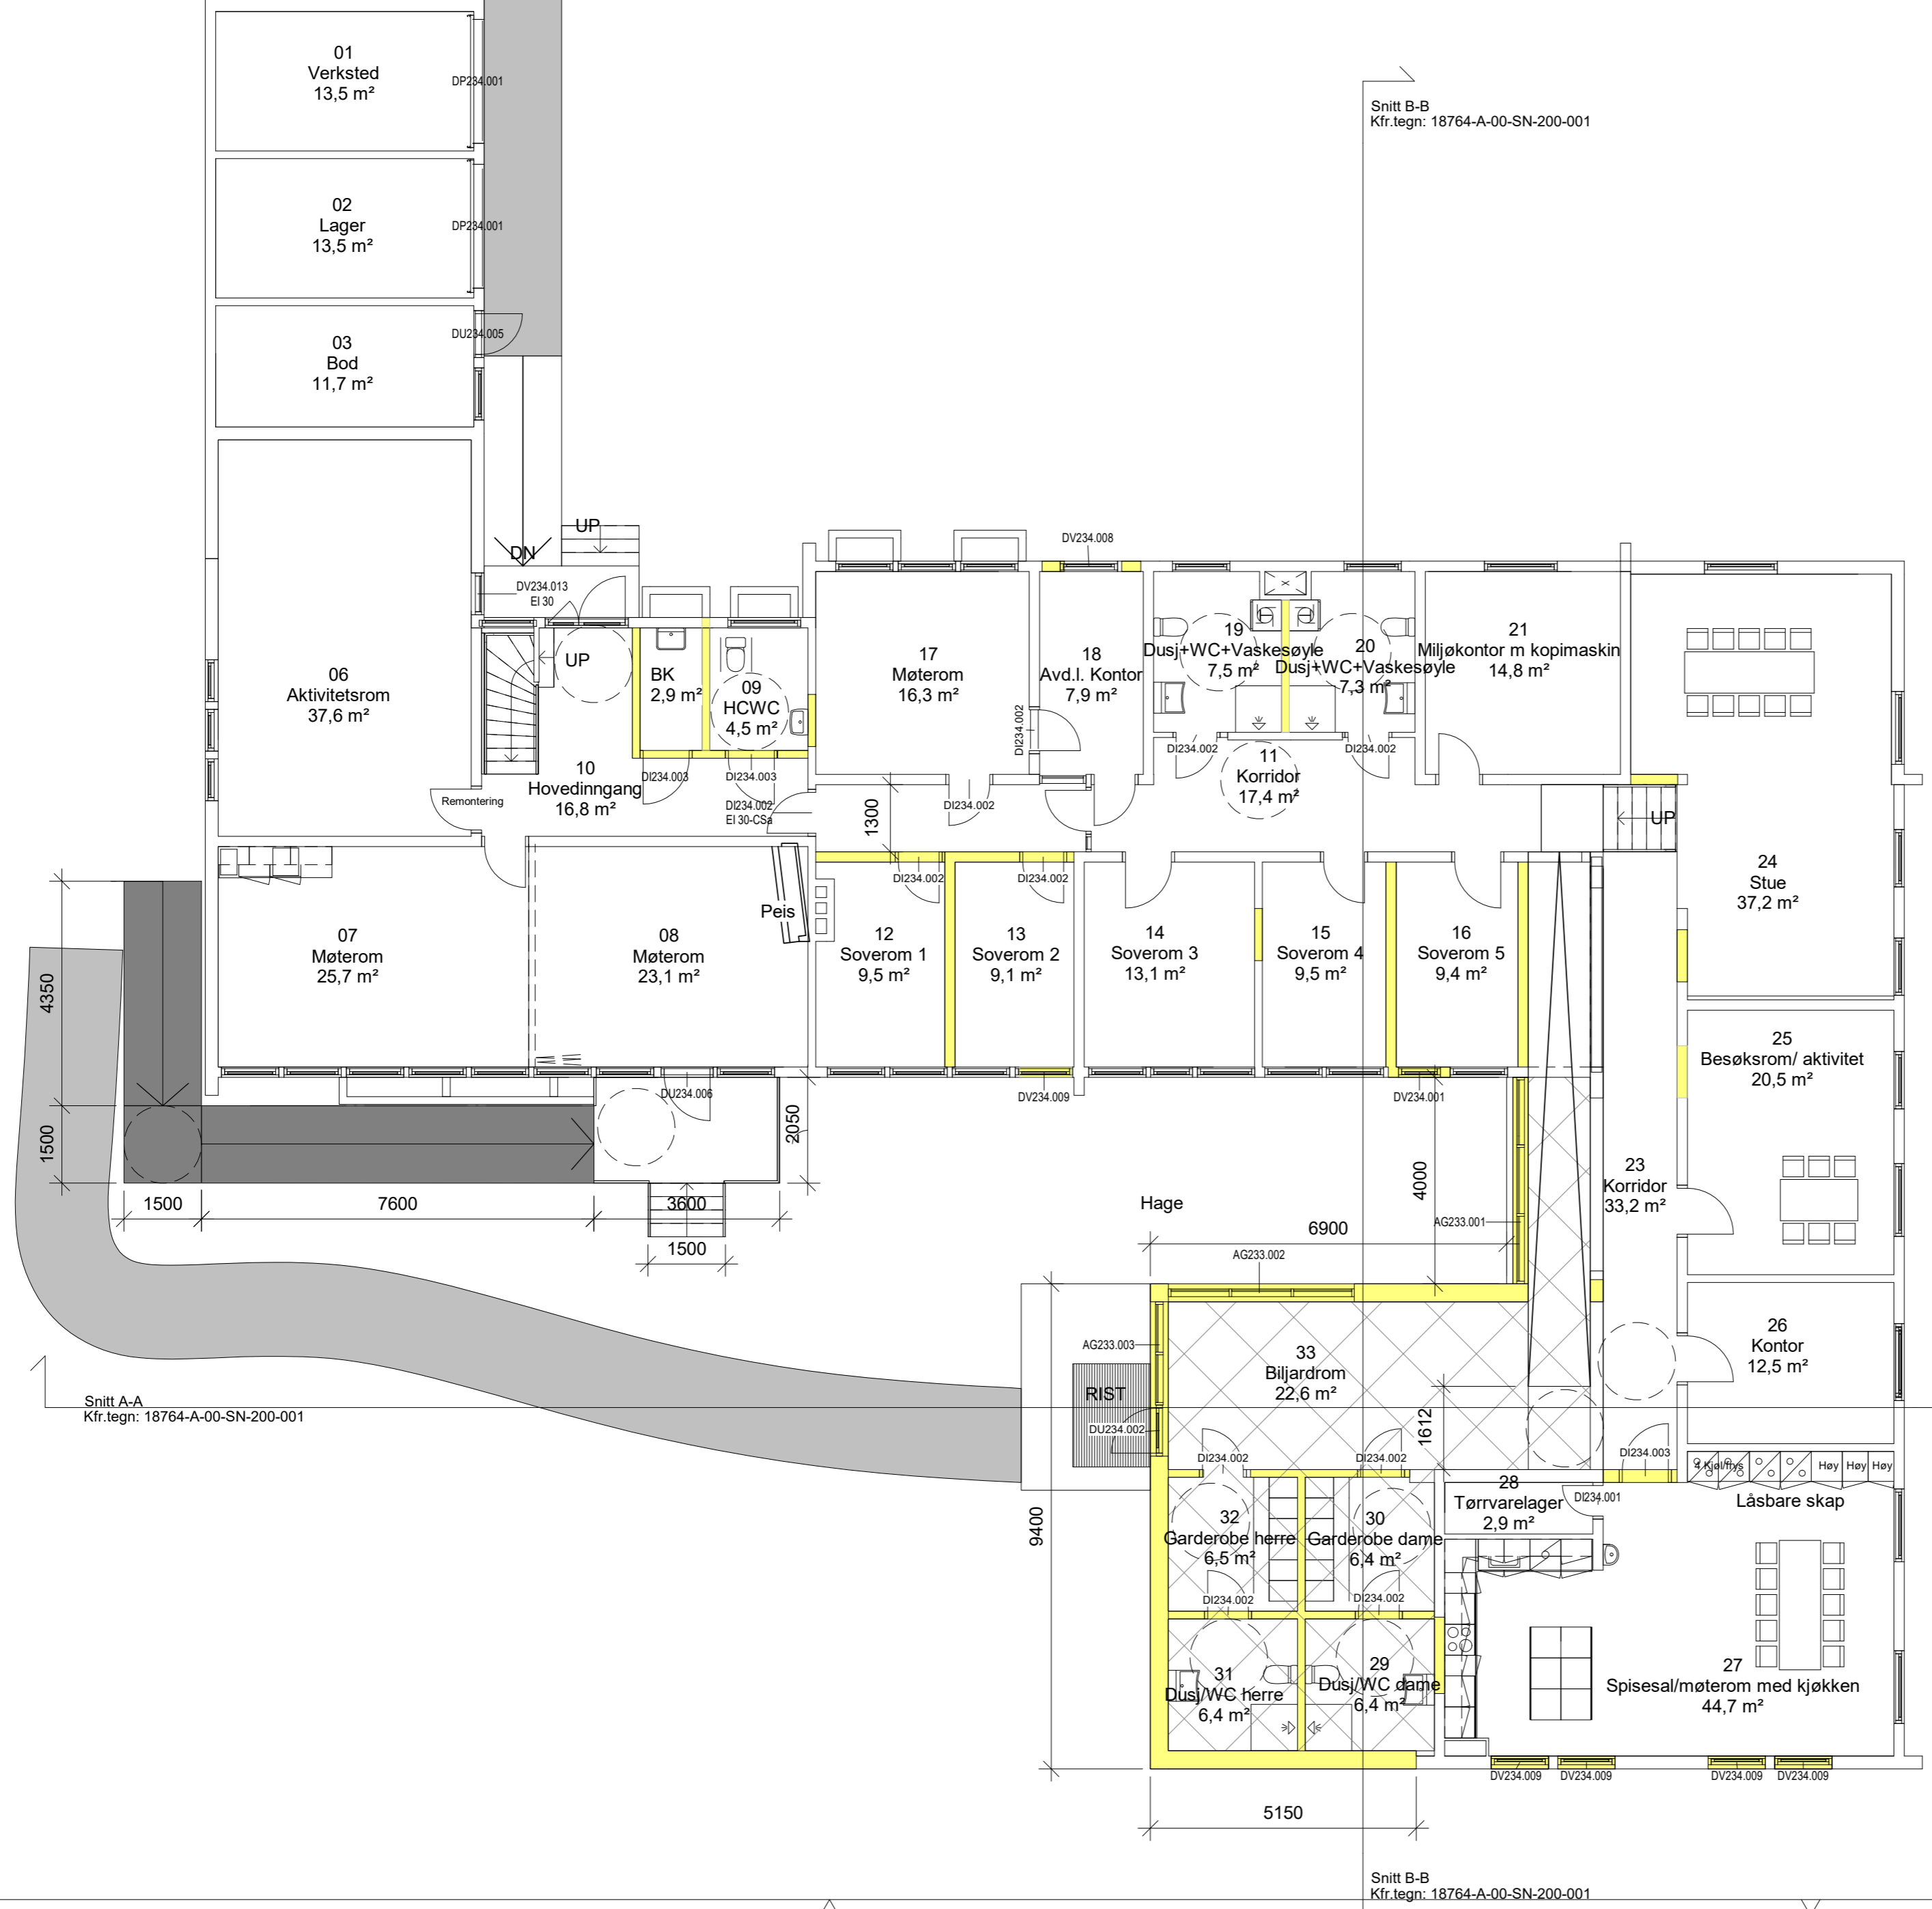 01
Verksted
13,5 m²
DP234.001
Snitt B-B
Kfr.tegn: 18764-A-00-SN-200-001
02
Lager
13,5 m²
DP234.001
03
Bod
11,7 m²
DU234.005
UP
DN
DV234.013
EI 30
DV234.008
06
Aktivitetsrom
37,6 m²
UP
BK
2,9 m²
09
HCWC
4,5 m²
17
Møterom
16,3 m²
DI234.002
18
Avd.l. Kontor
7,9 m²
19
Dusj+WC+Vaskesøyle
7,5 m²
20
Dusj+WC+Vaskesøyle
7,3 m²
21
Miljøkontor m kopimaskin
14,8 m²
10
Hovedinngang
16,8 m²
Remontering
DI234.003
DI234.003
DI234.002
EI 30-CSa
1300
DI234.002
DI234.002
DI234.002
11
Korridor
17,4 m²
UP
24
Stue
37,2 m²
DI234.002
DI234.002
Peis
07
Møterom
25,7 m²
08
Møterom
23,1 m²
12
Soverom 1
9,5 m²
13
Soverom 2
9,1 m²
14
Soverom 3
13,1 m²
15
Soverom 4
9,5 m²
16
Soverom 5
9,4 m²
4350
1500
25
Besøksrom/ aktivitet
20,5 m²
DU234.006
2050
DV234.009
DV234.001
4000
23
Korridor
33,2 m²
1500
7600
3600
1500
Hage
6900
AG233.001
AG233.002
AG233.003
33
Biljardrom
22,6 m²
26
Kontor
12,5 m²
RIST
Snitt A-A
Kfr.tegn: 18764-A-00-SN-200-001
DU234.002
1612
DI234.002
DI234.002
DI234.003
4 Kjøl/frys
Høy
Høy
Høy
Låsbare skap
28
Tørrvarelager
2,9 m²
DI234.001
9400
32
Garderobe herre
6,5 m²
30
Garderobe dame
6,4 m²
DI234.002
DI234.002
31
Dusj/WC herre
6,4 m²
29
Dusj/WC dame
6,4 m²
27
Spisesal/møterom med kjøkken
44,7 m²
DV234.009
DV234.009
DV234.009
DV234.009
5150
Snitt B-B
Kfr.tegn: 18764-A-00-SN-200-001